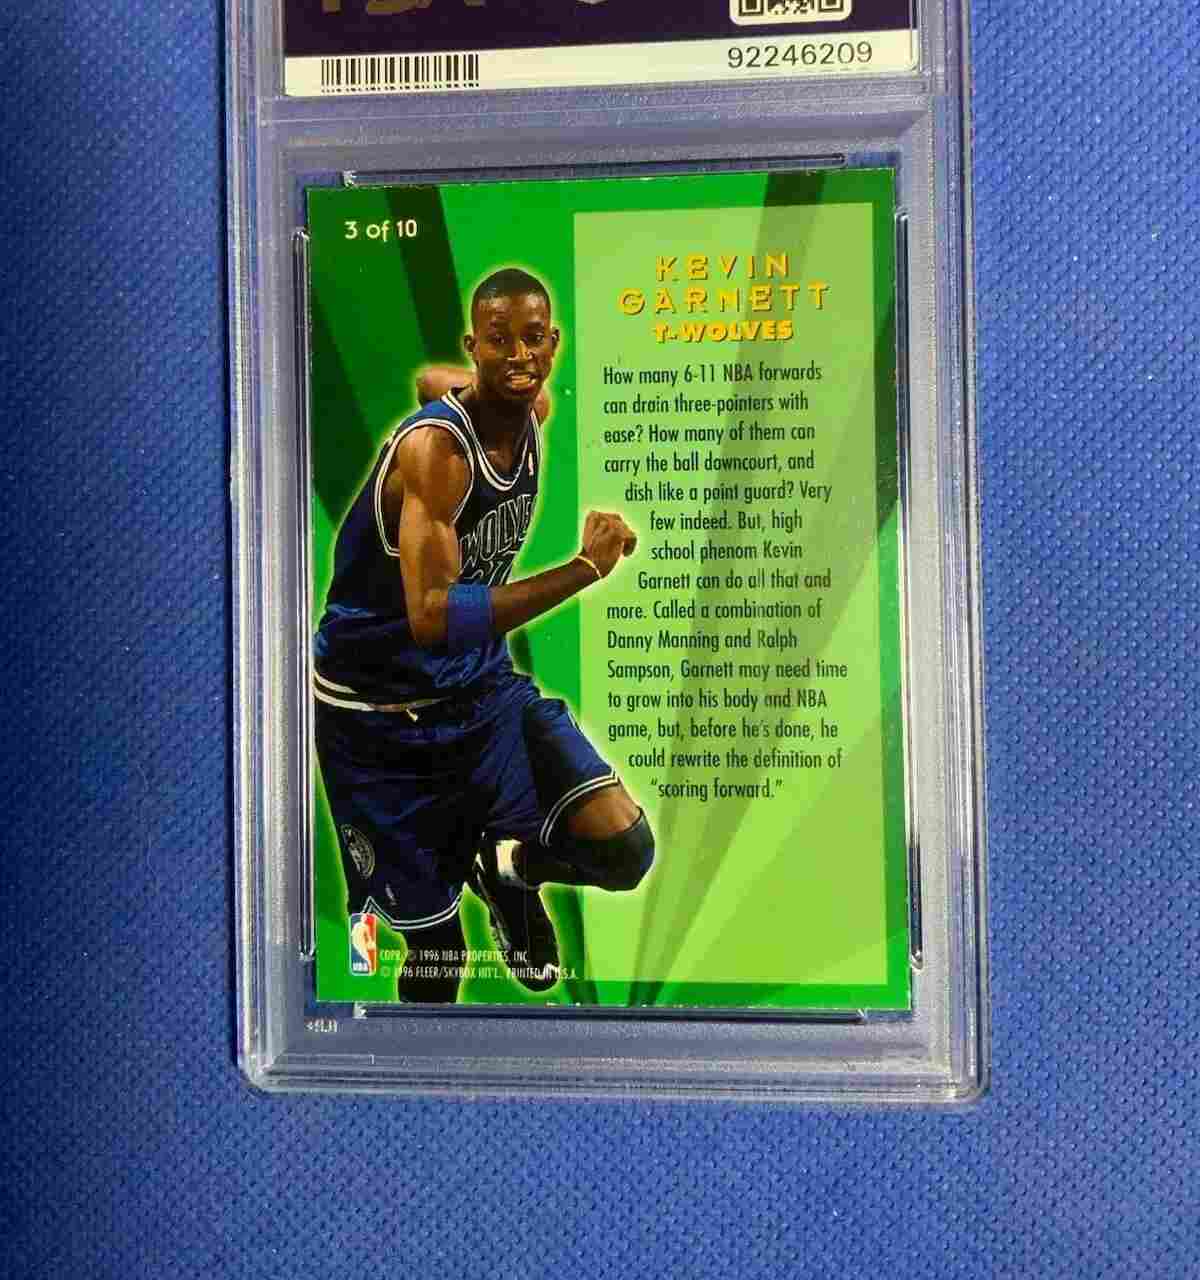 92246209
3 of 10
KEVIN
GARNETT
T-WOLVES
How many 6-11 NBA forwards
can drain three-pointers with
ease? How many of them can
carry the ball downcourt, and
dish like a point guard? Very
few indeed. But, high
school phenom Kevin
Garnett can do all that and
more. Called a combination of
Danny Manning and Ralph
Sampson, Garnett may need time
to grow into his body and NBA
game, but, before he's done, he
could rewrite the definition of
"scoring forward."
WOLVE
NBA
COPR. © 1996 NBA PROPERTIES, INC.
© 1996 FLEER/SKYBOX INT'L. PRINTED IN U.S.A.